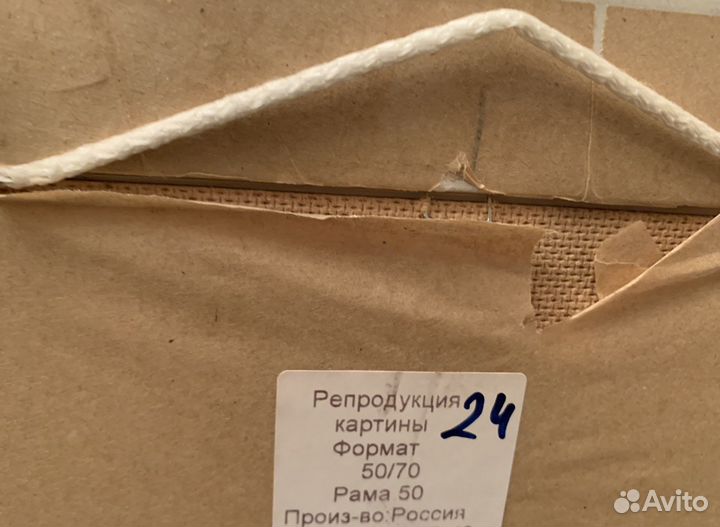 Репродукция
картины 24
Формат
50/70
Рама 50
Произ-во:Россия
Avito